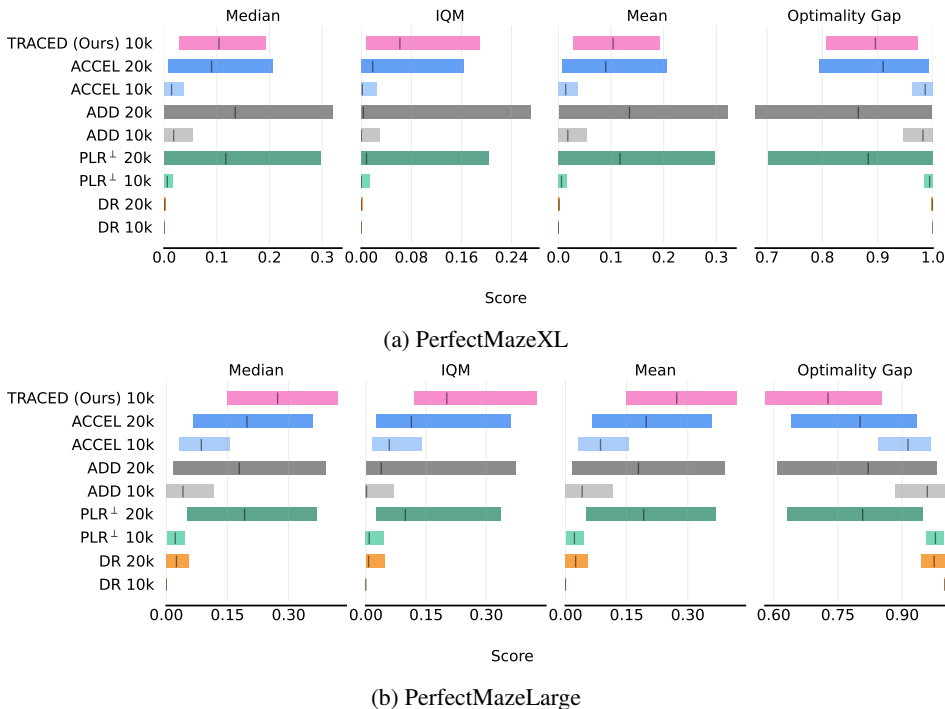 Median IQM Mean Optimality Gap
TRACED (Ours) 10k
ACCEL 20k
ACCEL 10k
ADD 20k
ADD 10k
PLR⊥ 20k
PLR⊥ 10k
DR 20k
DR 10k
0.0 0.1 0.2 0.3 0.00 0.08 0.16 0.24 0.0 0.1 0.2 0.3 0.7 0.8 0.9 1.0
Score
(a) PerfectMazeXL
Median IQM Mean Optimality Gap
TRACED (Ours) 10k
ACCEL 20k
ACCEL 10k
ADD 20k
ADD 10k
PLR⊥ 20k
PLR⊥ 10k
DR 20k
DR 10k
0.00 0.15 0.30 0.00 0.15 0.30 0.00 0.15 0.30 0.60 0.75 0.90
Score
(b) PerfectMazeLarge